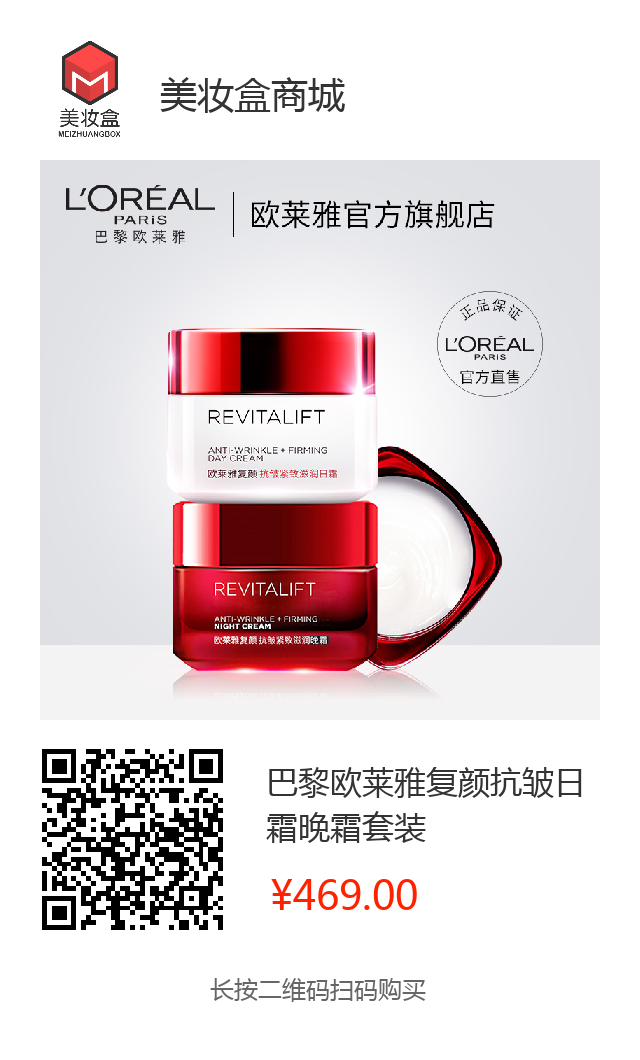 美妆盒
MEIZHUANGBOX
美妆盒商城
L'ORÉAL
PARIS
巴黎欧莱雅
欧莱雅官方旗舰店
正品保证
L'ORÉAL
PARIS
官方直售
REVITALIFT
ANTI-WRINKLE + FIRMING
DAY CREAM
欧莱雅复颜 抗皱紧致滋润日霜
REVITALIFT
ANTI-WRINKLE + FIRMING
NIGHT CREAM
欧莱雅复颜 抗皱紧致滋润晚霜
巴黎欧莱雅复颜抗皱日
霜晚霜套装
¥469.00
长按二维码扫码购买